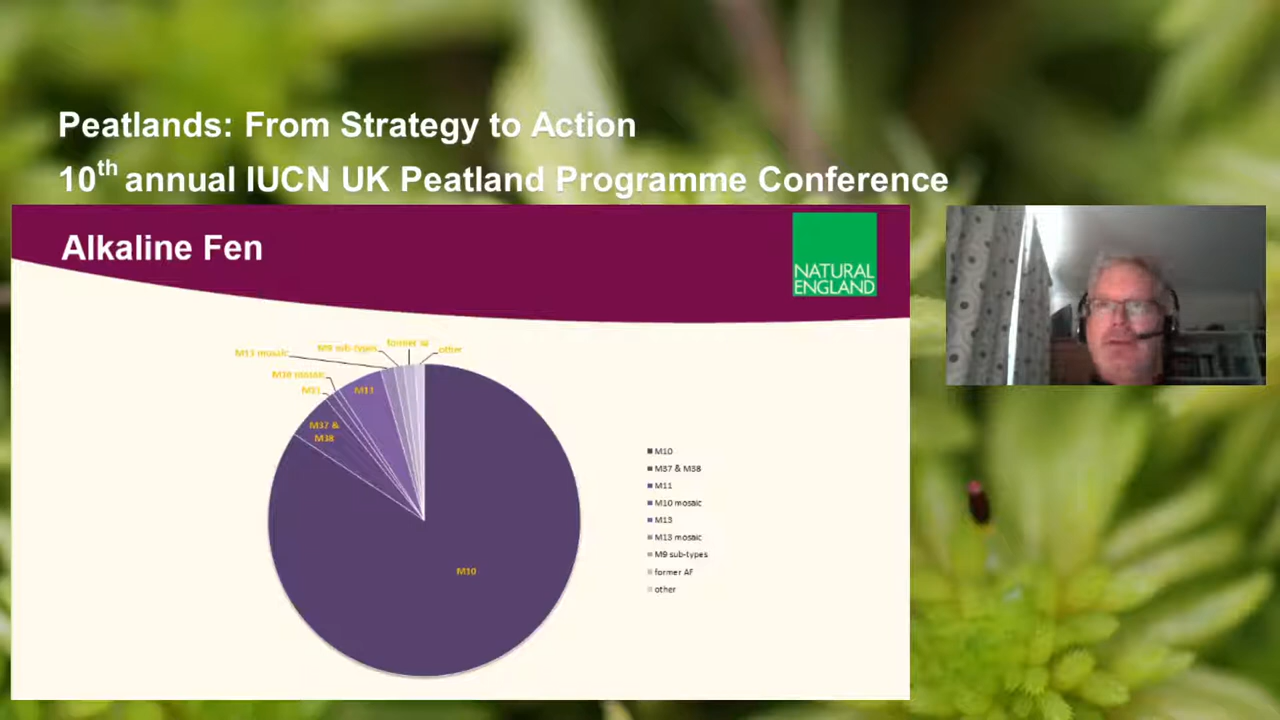 Peatlands: From Strategy to Action
10th annual IUCN UK Peatland Programme Conference
Alkaline Fen
NATURAL
ENGLAND
M13 mosaic
M9 sub-types
former AF
other
M10 mosaic
M11
M13
M37 &
M38
M10
M10
M37 & M38
M11
M10 mosaic
M13
M13 mosaic
M9 sub-types
former AF
other